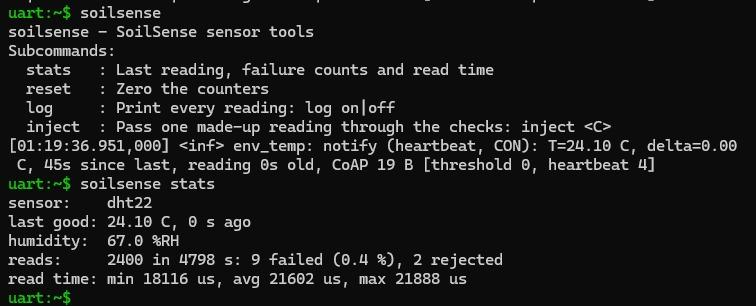 uart:~$ soilsense
soilsense - SoilSense sensor tools
Subcommands:
  stats   : Last reading, failure counts and read time
  reset   : Zero the counters
  log     : Print every reading: log on|off
  inject  : Pass one made-up reading through the checks: inject <C>
[01:19:36.951,000] <inf> env_temp: notify (heartbeat, CON): T=24.10 C, delta=0.00
 C, 45s since last, reading 0s old, CoAP 19 B [threshold 0, heartbeat 4]
uart:~$ soilsense stats
sensor:    dht22
last good: 24.10 C, 0 s ago
humidity:  67.0 %RH
reads:     2400 in 4798 s: 9 failed (0.4 %), 2 rejected
read time: min 18116 us, avg 21602 us, max 21888 us
uart:~$